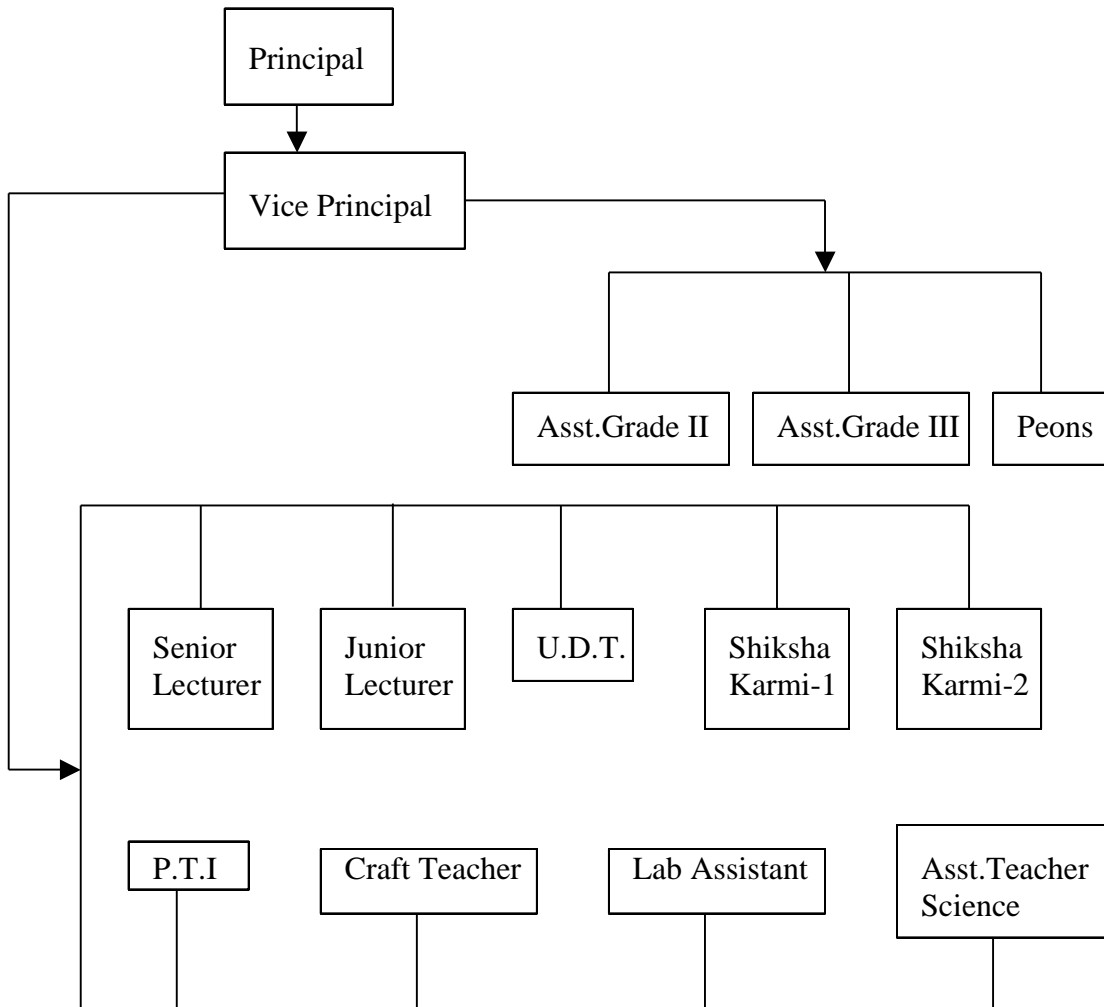 Principal
Vice Principal
Asst.Grade II
Asst.Grade III
Peons
Senior
Lecturer
Junior
Lecturer
U.D.T.
Shiksha
Karmi-1
Shiksha
Karmi-2
P.T.I
Craft Teacher
Lab Assistant
Asst.Teacher
Science